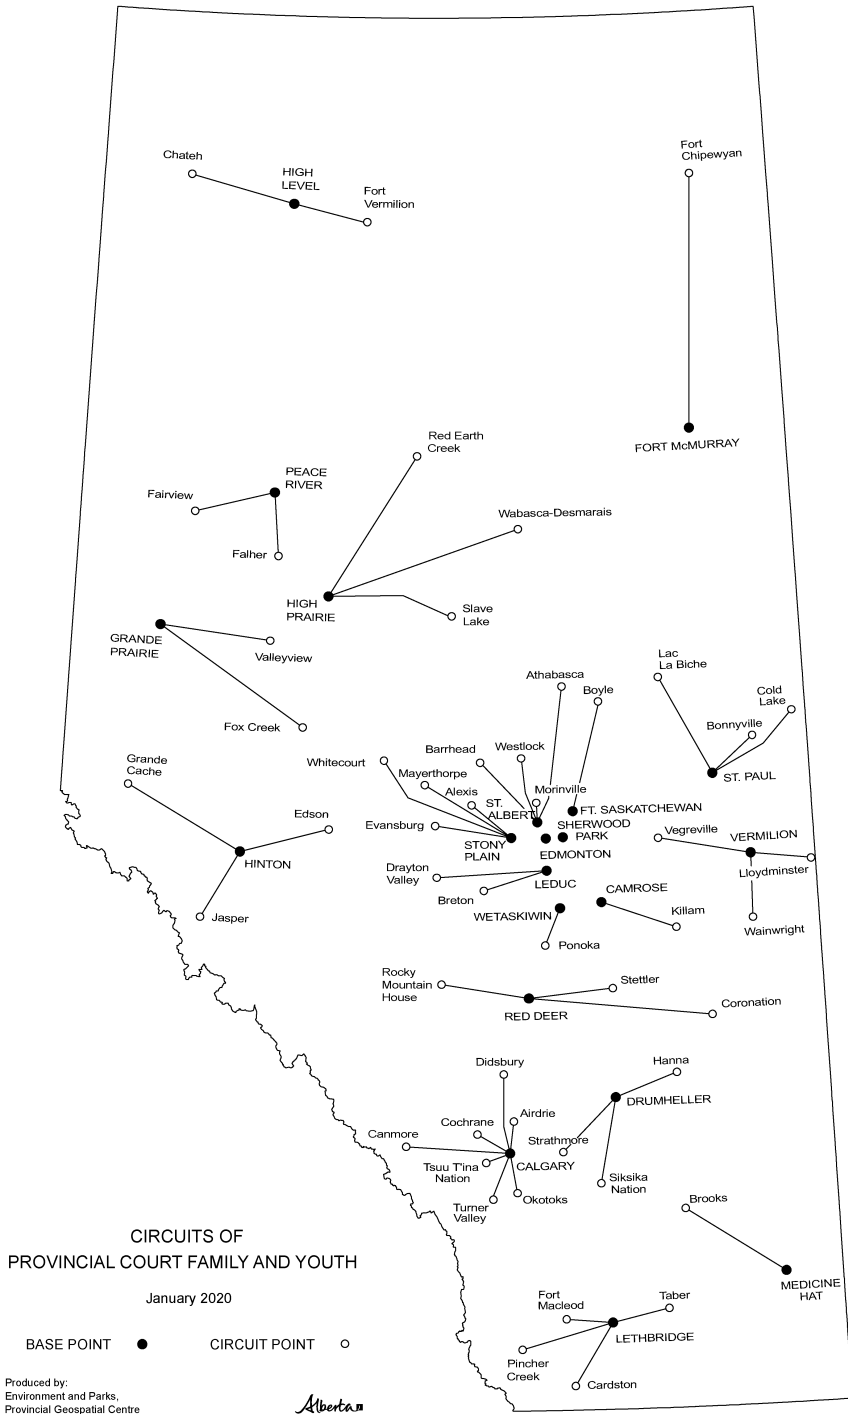 Chateh
HIGH
LEVEL
Fort
Vermilion
Fort
Chipewyan
FORT McMURRAY
Red Earth
Creek
PEACE
RIVER
Fairview
Falher
Wabasca-Desmarais
HIGH
PRAIRIE
Slave
Lake
GRANDE
PRAIRIE
Valleyview
Fox Creek
Lac
La Biche
Cold
Lake
Bonnyville
ST. PAUL
Athabasca
Boyle
Westlock
Barrhead
Whitecourt
Mayerthorpe
Alexis
Morinville
ST.
ALBERT
FT. SASKATCHEWAN
SHERWOOD
PARK
Evansburg
STONY
PLAIN
EDMONTON
Grande
Cache
Edson
HINTON
Jasper
Vegreville
VERMILION
Lloydminster
Wainwright
Drayton
Valley
LEDUC
Breton
CAMROSE
Killam
WETASKIWIN
Ponoka
Rocky
Mountain
House
Stettler
RED DEER
Coronation
Didsbury
Hanna
DRUMHELLER
Airdrie
Cochrane
Canmore
Strathmore
CALGARY
Tsuu T'ina
Nation
Siksika
Nation
Turner
Valley
Okotoks
Brooks
MEDICINE
HAT
Fort
Macleod
Taber
LETHBRIDGE
Pincher
Creek
Cardston
CIRCUITS OF
PROVINCIAL COURT FAMILY AND YOUTH
January 2020
BASE POINT
CIRCUIT POINT
Produced by:
Environment and Parks,
Provincial Geospatial Centre
Alberta